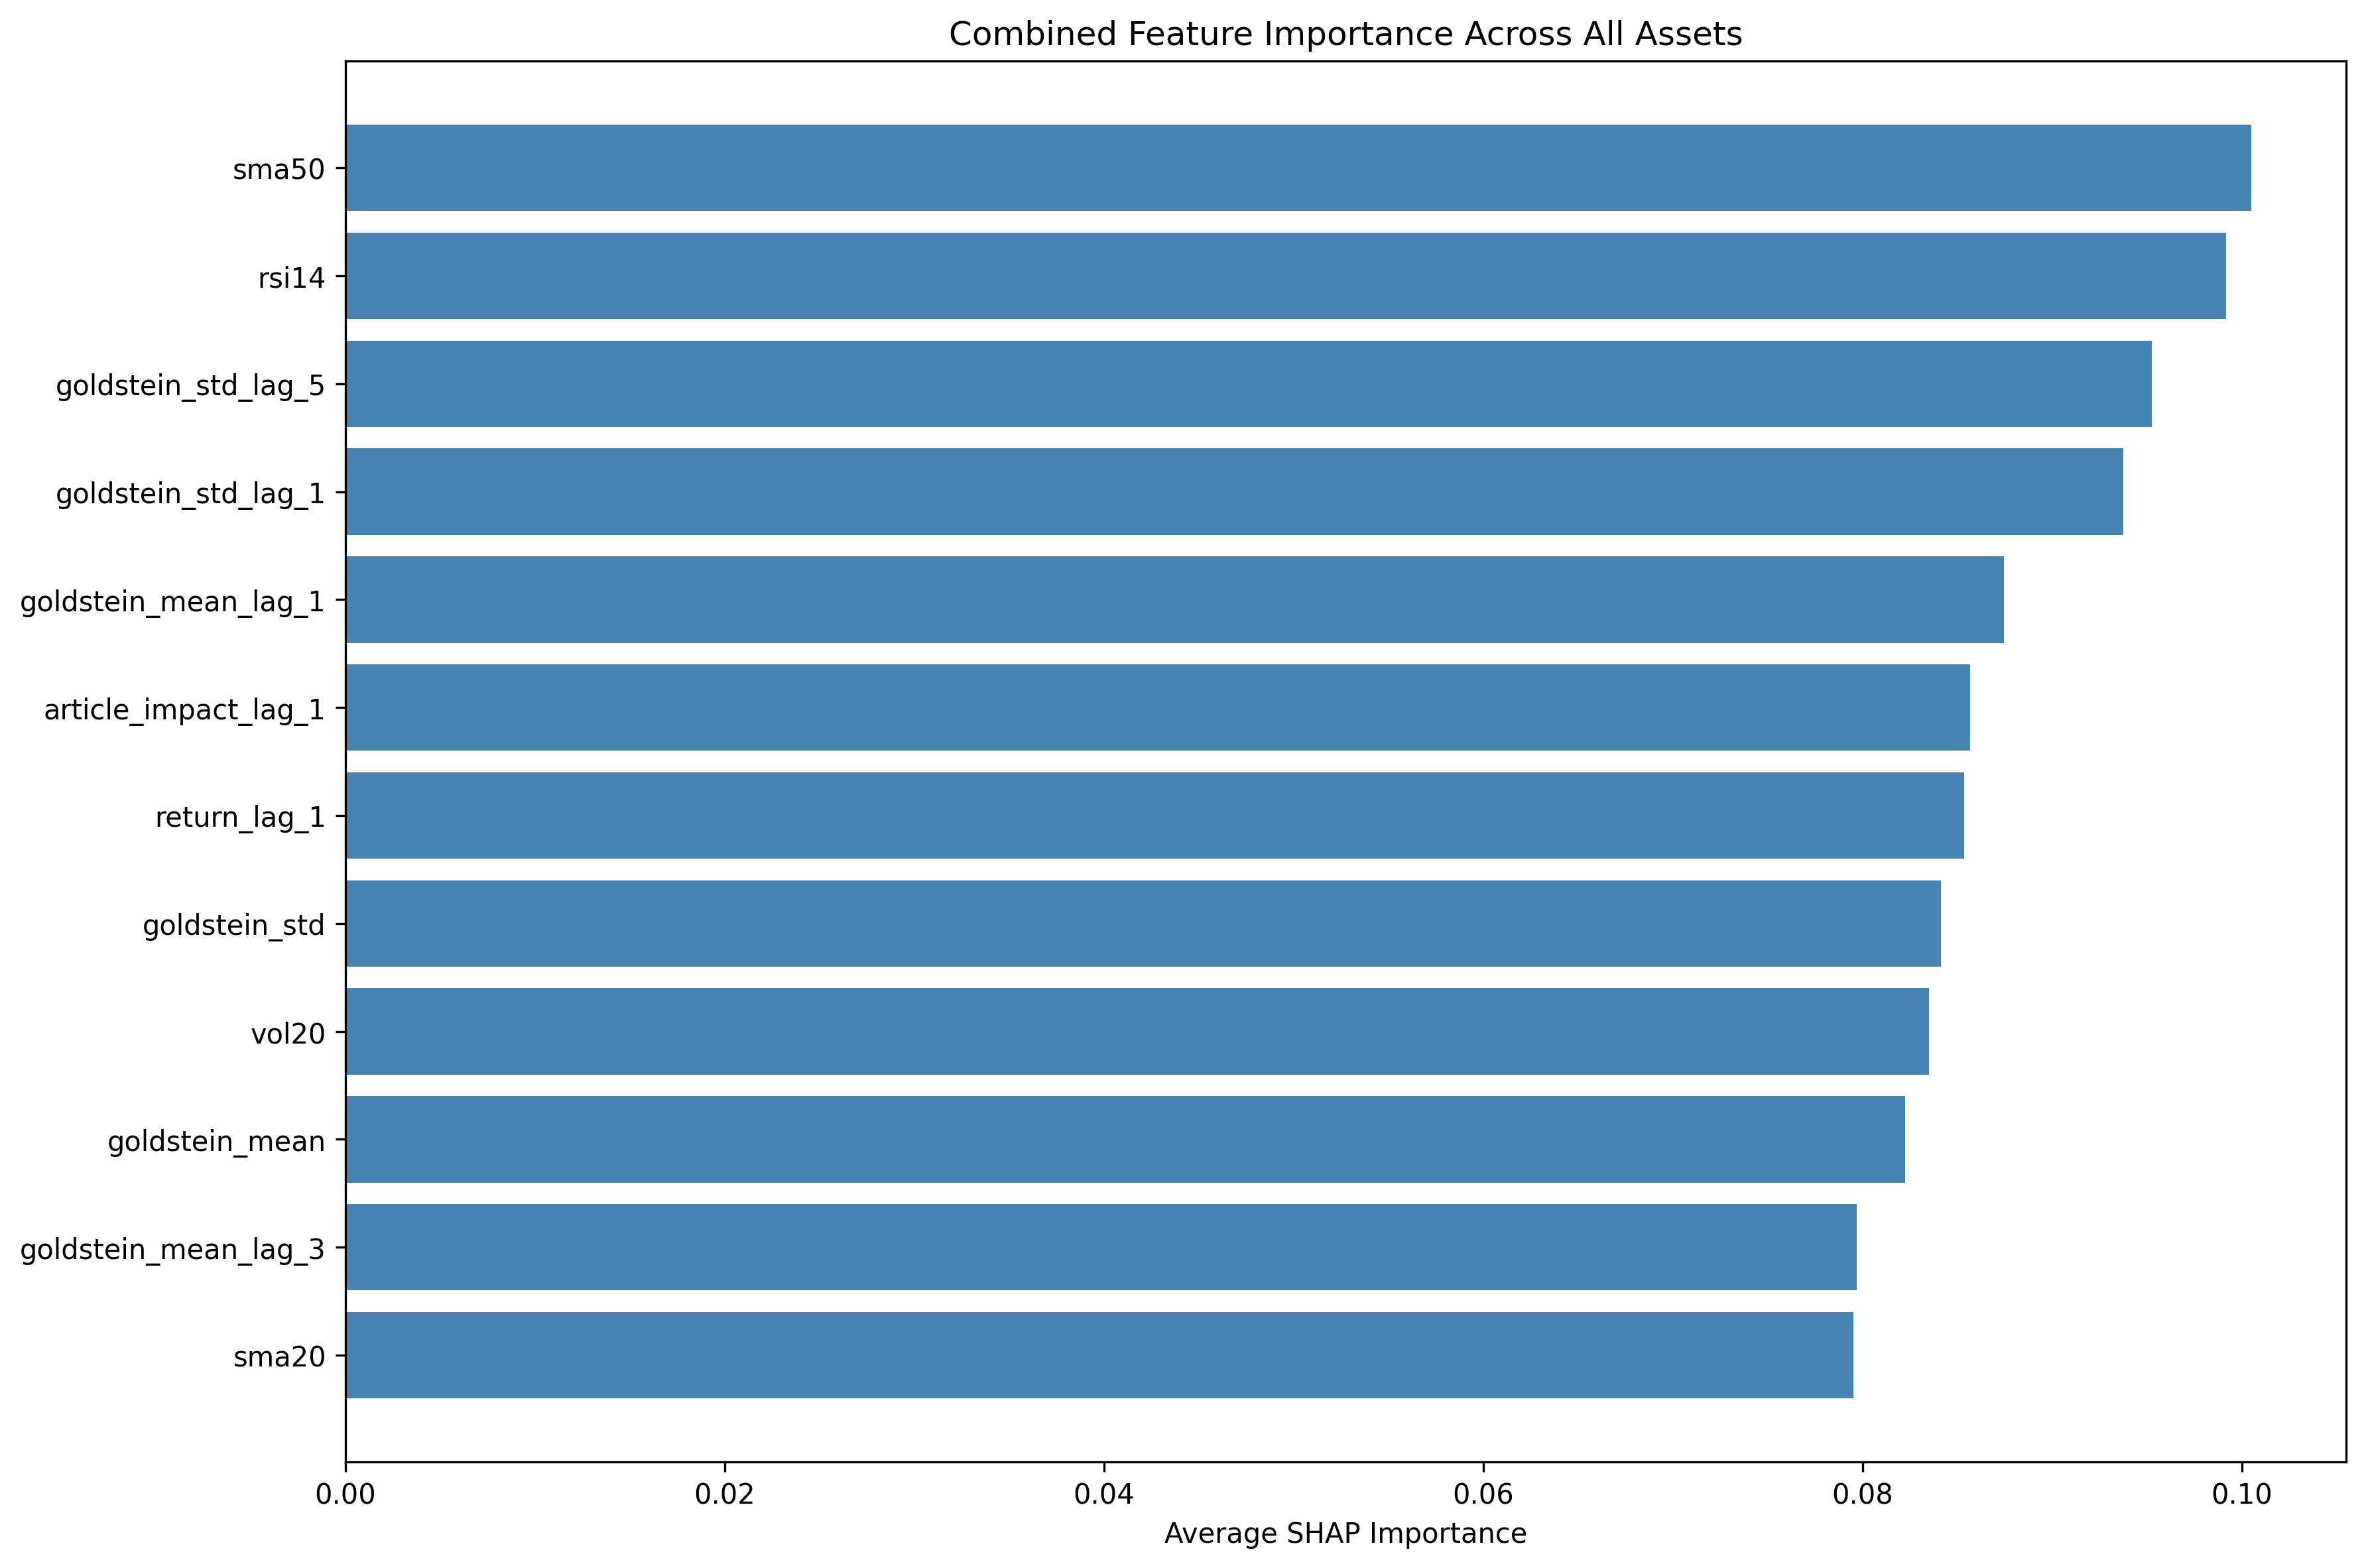 Combined Feature Importance Across All Assets
sma50
rsi14
goldstein_std_lag_5
goldstein_std_lag_1
goldstein_mean_lag_1
article_impact_lag_1
return_lag_1
goldstein_std
vol20
goldstein_mean
goldstein_mean_lag_3
sma20
0.00 0.02 0.04 0.06 0.08 0.10
Average SHAP Importance